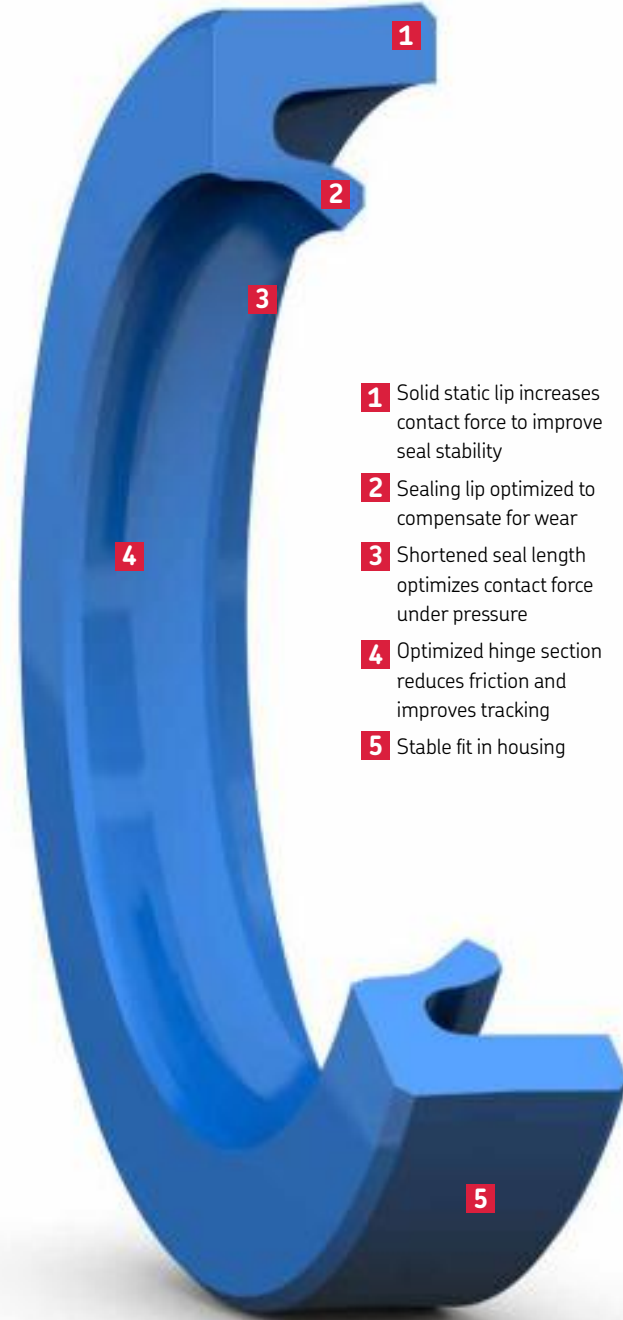 1
2
3
4
5
1 Solid static lip increases
contact force to improve
seal stability
2 Sealing lip optimized to
compensate for wear
3 Shortened seal length
optimizes contact force
under pressure
4 Optimized hinge section
reduces friction and
improves tracking
5 Stable fit in housing